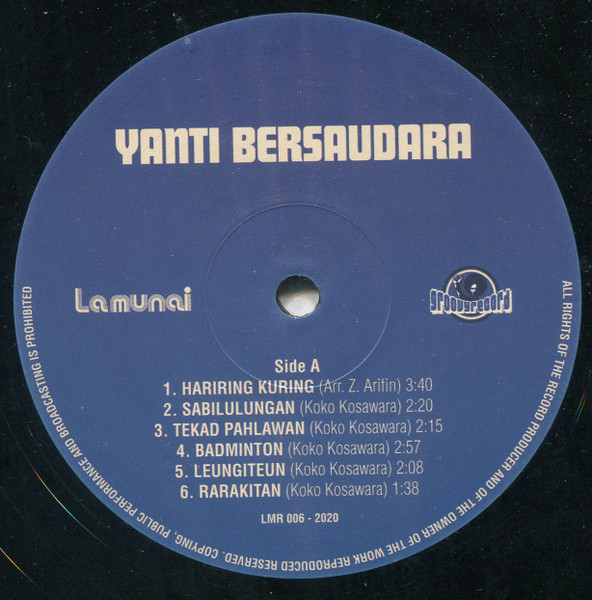 YANTI BERSAUDARA
Lamunai
groovyrecord
Side A
1. HARIRING KURING (Arr. Z. Arifin) 3:40
2. SABILULUNGAN (Koko Kosawara) 2:20
3. TEKAD PAHLAWAN (Koko Kosawara) 2:15
4. BADMINTON (Koko Kosawara) 2:57
5. LEUNGITEUN (Koko Kosawara) 2:08
6. RARAKITAN (Koko Kosawara) 1:38
LMR 006 - 2020
ALL RIGHTS OF THE RECORD PRODUCER AND OF THE OWNER OF THE WORK REPRODUCED RESERVED. COPYING, PUBLIC PERFORMANCE AND BROADCASTING IS PROHIBITED